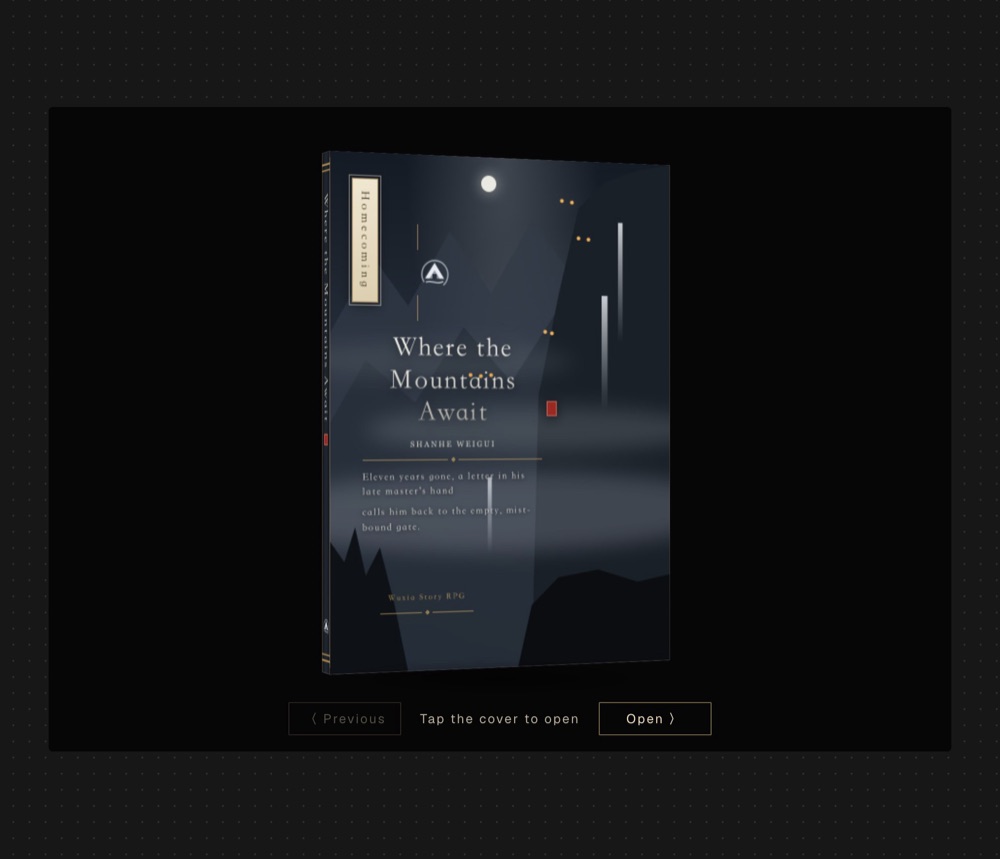 Where the Mountains Await
Homecoming
Where the
Mountains
Await
SHANHE WEIGUI
Eleven years gone, a letter in his
late master's hand
calls him back to the empty, mist-
bound gate.
Wuxia Story RPG
〈 Previous
Tap the cover to open
Open 〉